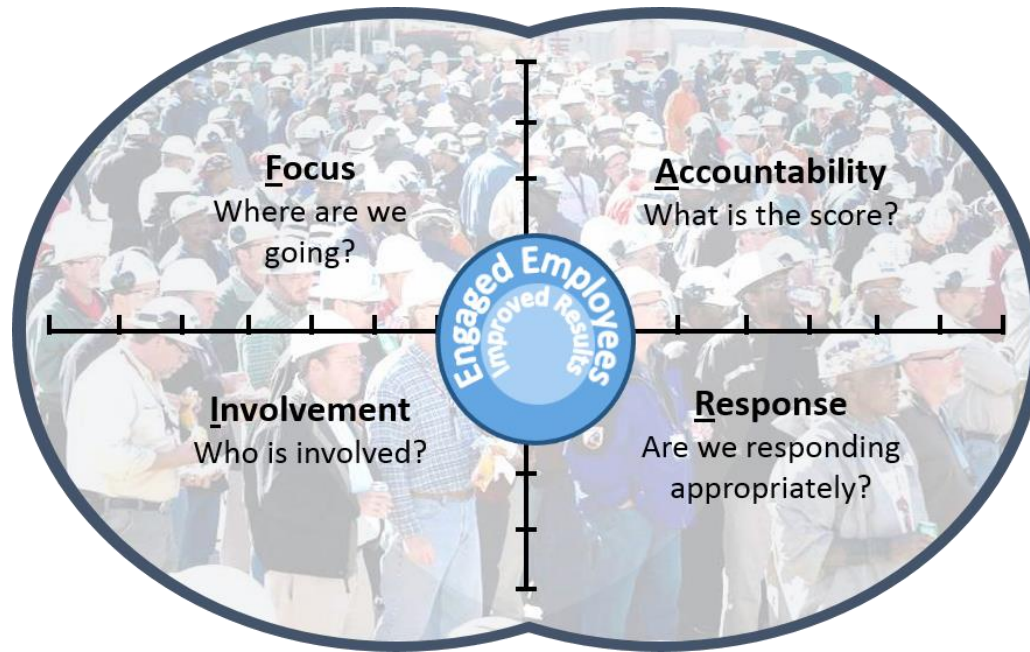 Focus
Where are we
going?
Accountability
What is the score?
Engaged Employees
Improved Results
Involvement
Who is involved?
Response
Are we responding
appropriately?